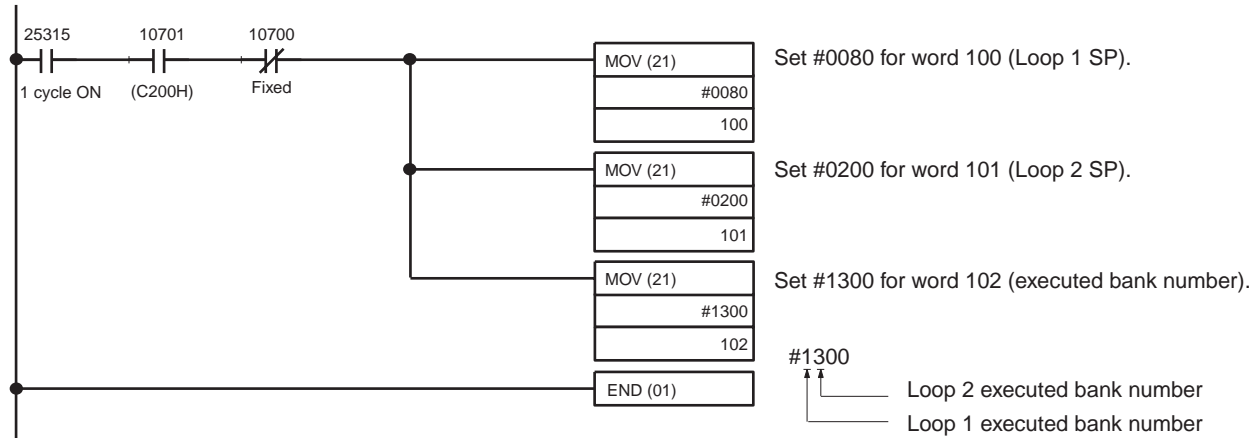 25315 10701 10700
1 cycle ON (C200H) Fixed
MOV (21)
#0080
100
Set #0080 for word 100 (Loop 1 SP).
MOV (21)
#0200
101
Set #0200 for word 101 (Loop 2 SP).
MOV (21)
#1300
102
Set #1300 for word 102 (executed bank number).
#1300
Loop 2 executed bank number
Loop 1 executed bank number
END (01)